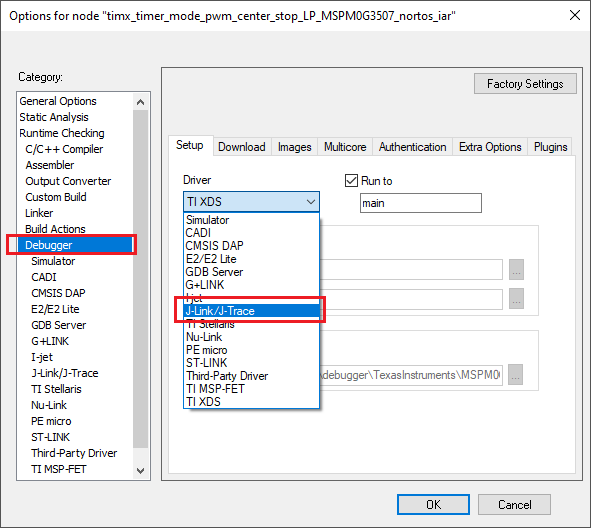 Options for node "timx_timer_mode_pwm_center_stop_LP_MSPM0G3507_nortos_iar"
Category:
General Options
Static Analysis
Runtime Checking
C/C++ Compiler
Assembler
Output Converter
Custom Build
Linker
Build Actions
Debugger
Simulator
CADI
CMSIS DAP
E2/E2 Lite
GDB Server
G+LINK
I-jet
J-Link/J-Trace
TI Stellaris
Nu-Link
PE micro
ST-LINK
Third-Party Driver
TI MSP-FET
Factory Settings
Setup Download Images Multicore Authentication Extra Options Plugins
Driver
TI XDS
Run to
main
Simulator
CADI
CMSIS DAP
E2/E2 Lite
GDB Server
G+LINK
I-jet
J-Link/J-Trace
TI Stellaris
Nu-Link
PE micro
ST-LINK
Third-Party Driver
TI MSP-FET
TI XDS
...
...
\debugger\TexasInstruments\MSPM0
...
OK Cancel